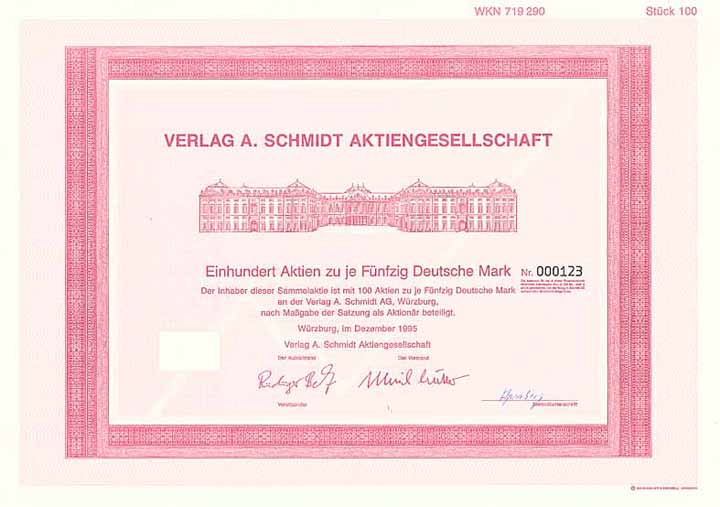 WKN 719 290
Stück 100
VERLAG A. SCHMIDT AKTIENGESELLSCHAFT
Einhundert Aktien zu je Fünfzig Deutsche Mark
Nr. 000123
Der Inhaber dieser Sammelaktie ist mit 100 Aktien zu je Fünfzig Deutsche Mark
an der Verlag A. Schmidt AG, Würzburg,
nach Maßgabe der Satzung als Aktionär beteiligt.
Würzburg, im Dezember 1995
Verlag A. Schmidt Aktiengesellschaft
Der Aufsichtsrat
Der Vorstand
Vorsitzender
Kontrollunterschrift